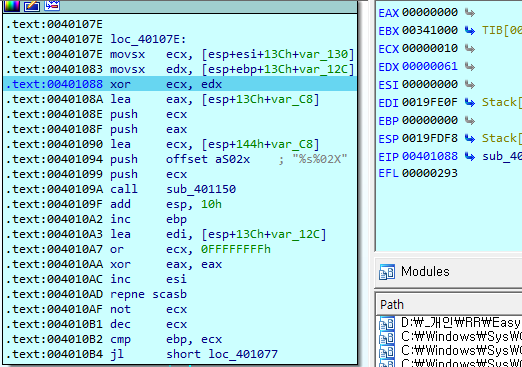 .text:0040107E
.text:0040107E loc_40107E:
.text:0040107E movsx ecx, [esp+esi+13Ch+var_130]
.text:00401083 movsx edx, [esp+ebp+13Ch+var_12C]
.text:00401088 xor ecx, edx
.text:0040108A lea eax, [esp+13Ch+var_C8]
.text:0040108E push ecx
.text:0040108F push eax
.text:00401090 lea ecx, [esp+144h+var_C8]
.text:00401094 push offset aS02x ; "%s%02X"
.text:00401099 push ecx
.text:0040109A call sub_401150
.text:0040109F add esp, 10h
.text:004010A2 inc ebp
.text:004010A3 lea edi, [esp+13Ch+var_12C]
.text:004010A7 or ecx, 0FFFFFFFFh
.text:004010AA xor eax, eax
.text:004010AC inc esi
.text:004010AD repne scasb
.text:004010AF not ecx
.text:004010B1 dec ecx
.text:004010B2 cmp ebp, ecx
.text:004010B4 jl short loc_401077
EAX 00000000
EBX 00341000 TIB[00
ECX 00000010
EDX 00000061
ESI 00000000
EDI 0019FE0F Stack[
EBP 00000000
ESP 0019FDF8 Stack[
EIP 00401088 sub_40
EFL 00000293
Modules
Path
D:\_개인\RR\Easy
C:\Windows\SysW
C:\Windows\SysW
C:\Windows\SysW